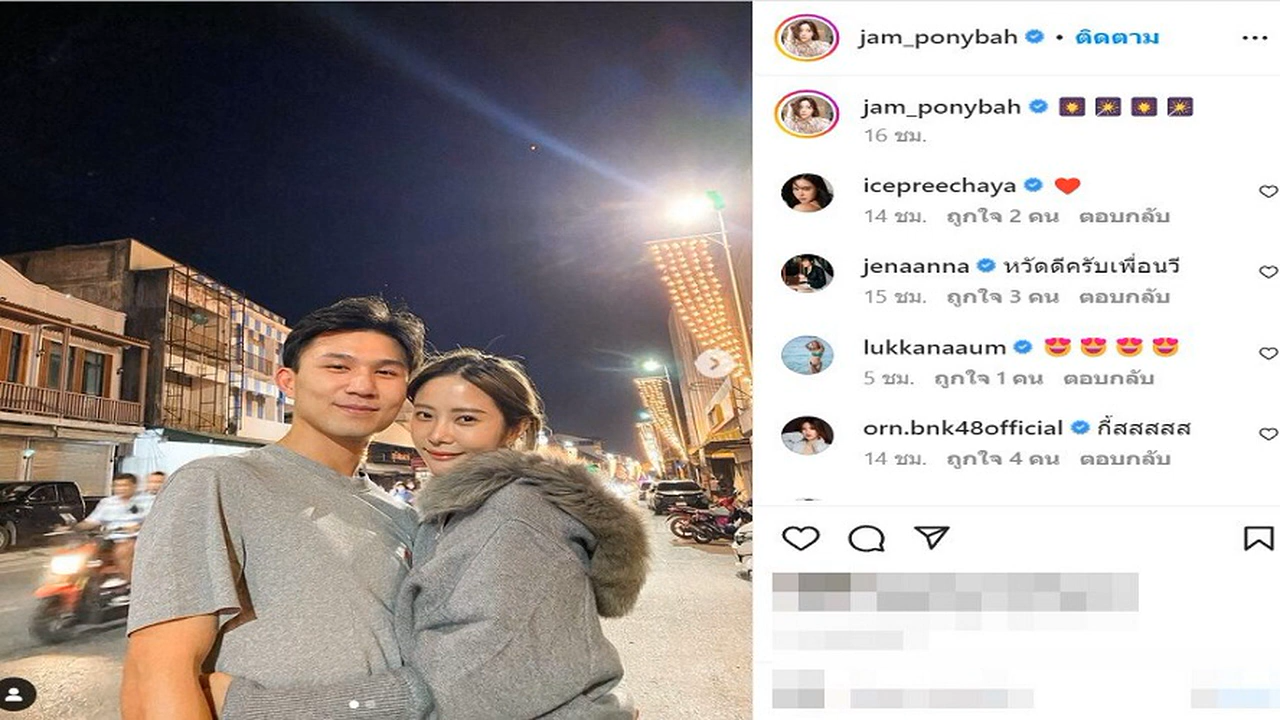 jam_ponybah • ติดตาม
jam_ponybah 🎇 🎆 🎇 🎆
16 ชม.
icepreechaya ❤️
14 ชม. ถูกใจ 2 คน ตอบกลับ
jenaanna หวัดดีครับเพื่อนวี
15 ชม. ถูกใจ 3 คน ตอบกลับ
lukkanaaum 😍 😍 😍 😍
5 ชม. ถูกใจ 1 คน ตอบกลับ
orn.bnk48official กิ้สสสสส
14 ชม. ถูกใจ 4 คน ตอบกลับ